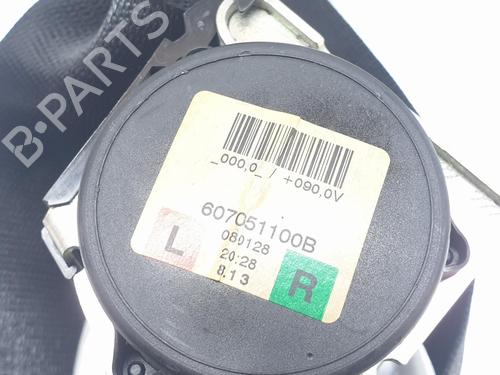 B-PARTS
_000,0_ / +090,0V
607051100B
L
080128
20:28
8.13
R